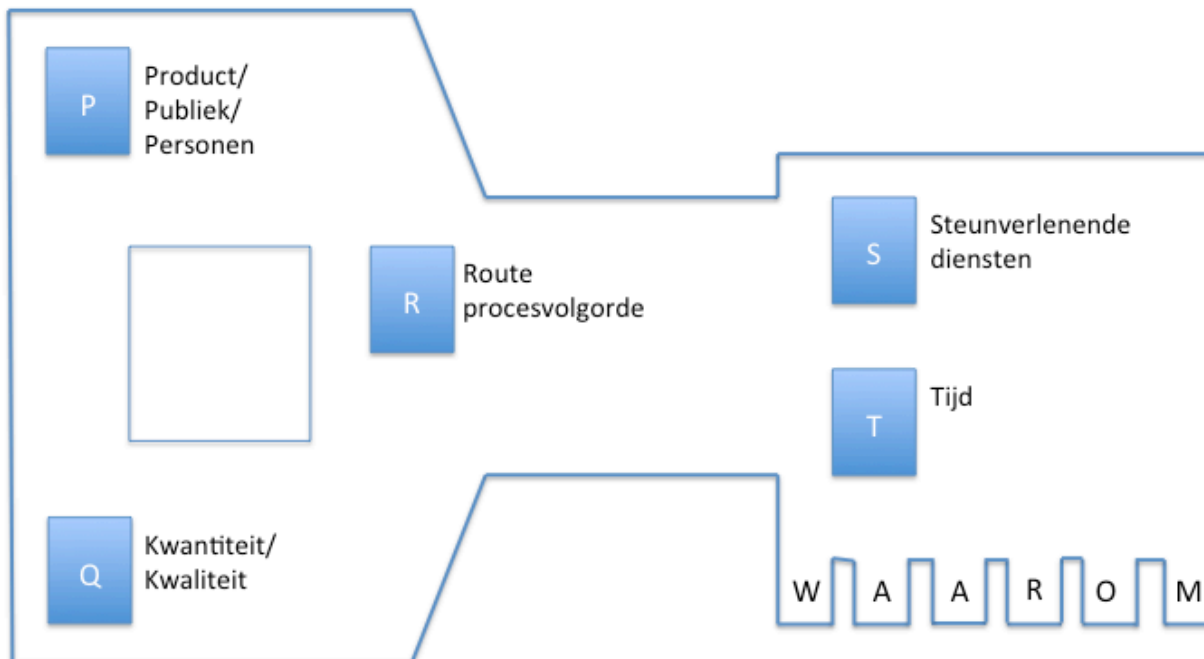 P
Product/
Publiek/
Personen
R
Route
procesvolgorde
Q
Kwantiteit/
Kwaliteit
S
Steunverlenende
diensten
T
Tijd
W A A R O M